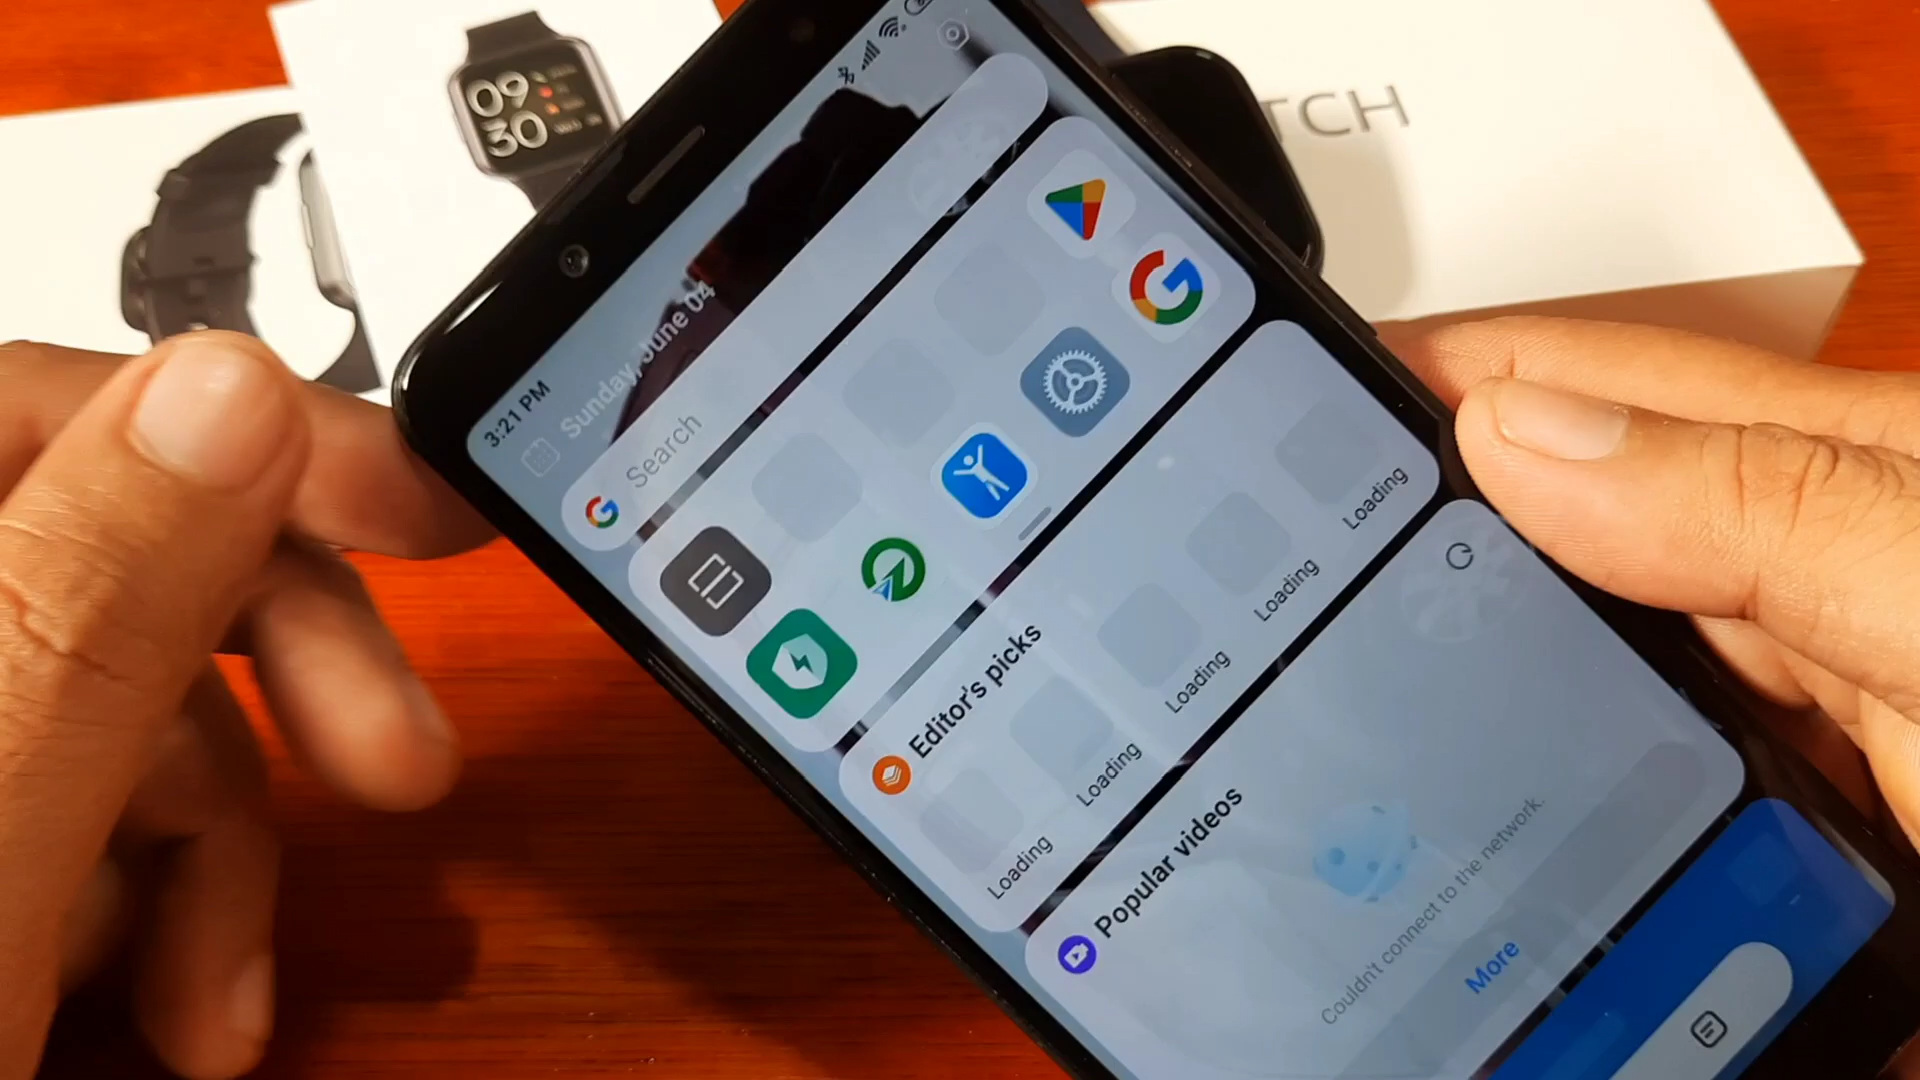 09
30
TCH
3:21 PM
Sunday, June 04
Search
Editor's picks
Loading
Loading
Loading
Loading
Loading
Popular videos
Couldn't connect to the network.
More